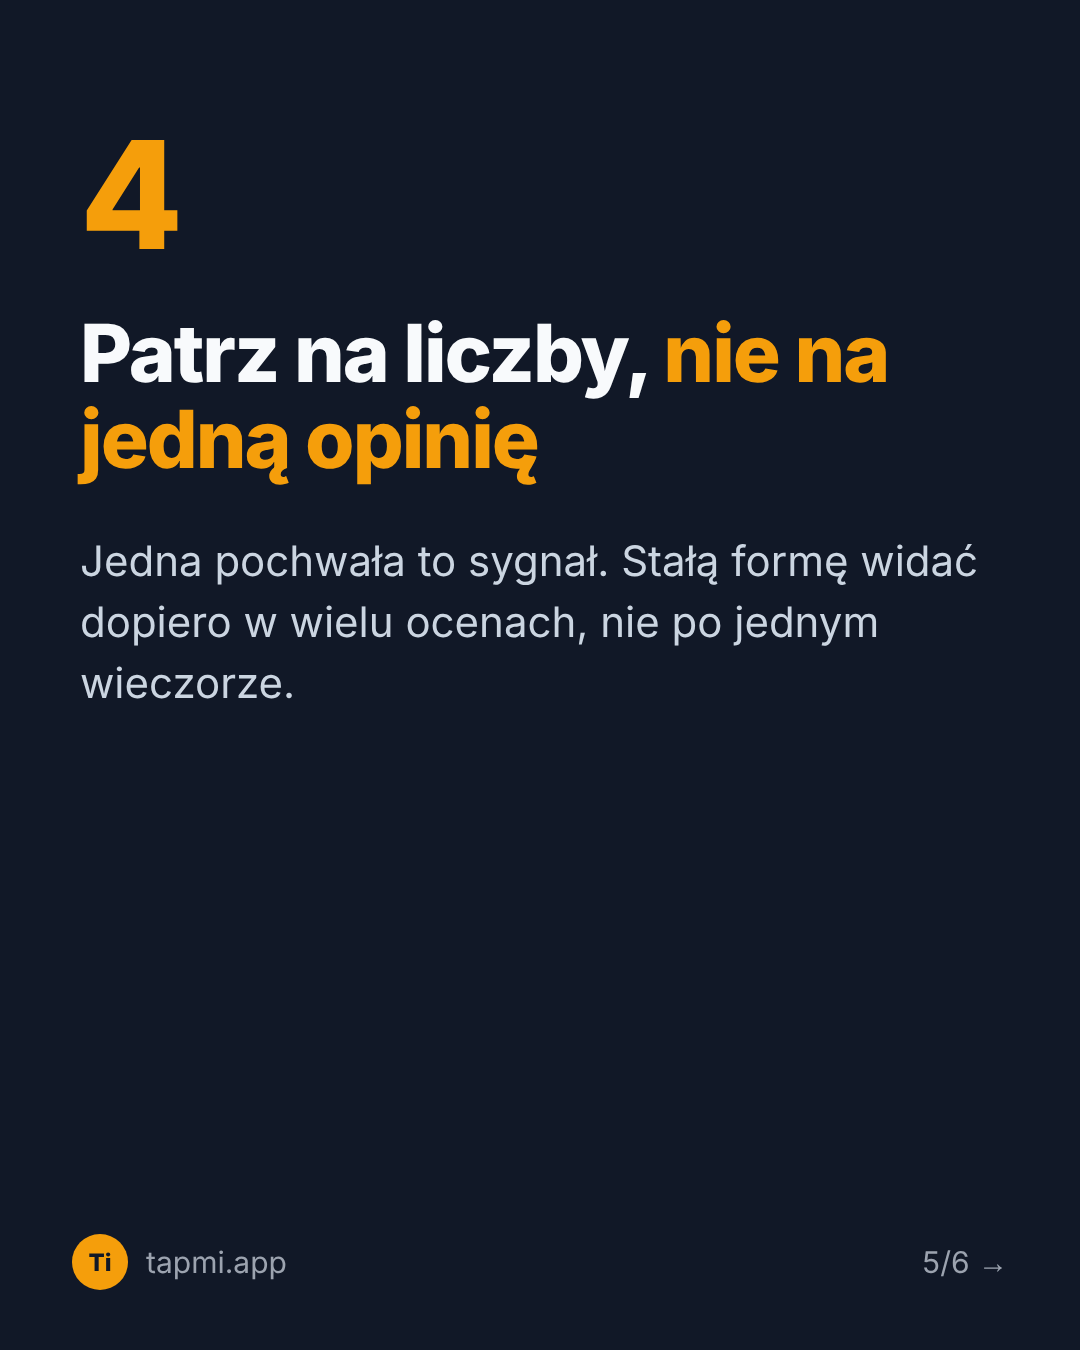 4
Patrz na liczby, nie na
jedną opinię
Jedna pochwała to sygnał. Stałą formę widać
dopiero w wielu ocenach, nie po jednym
wieczorze.
Ti tapmi.app
5/6 →